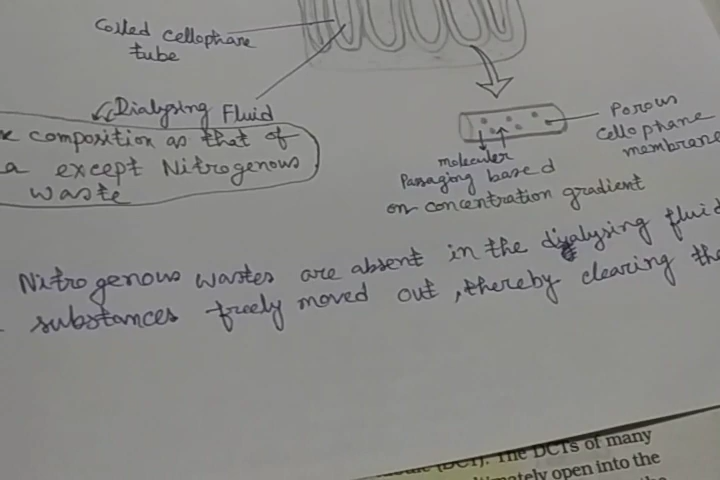 Coiled cellophane
tube
Dialysing Fluid
composition as that of
a except Nitrogenous
waste
Porous
cellophane
membrane
moleculer
Passaging based
on concentration gradient
Nitrogenous wastes are absent in the dialysing fluid
substances freely moved out, thereby clearing the
(DCT). The DCTs of many
open into the